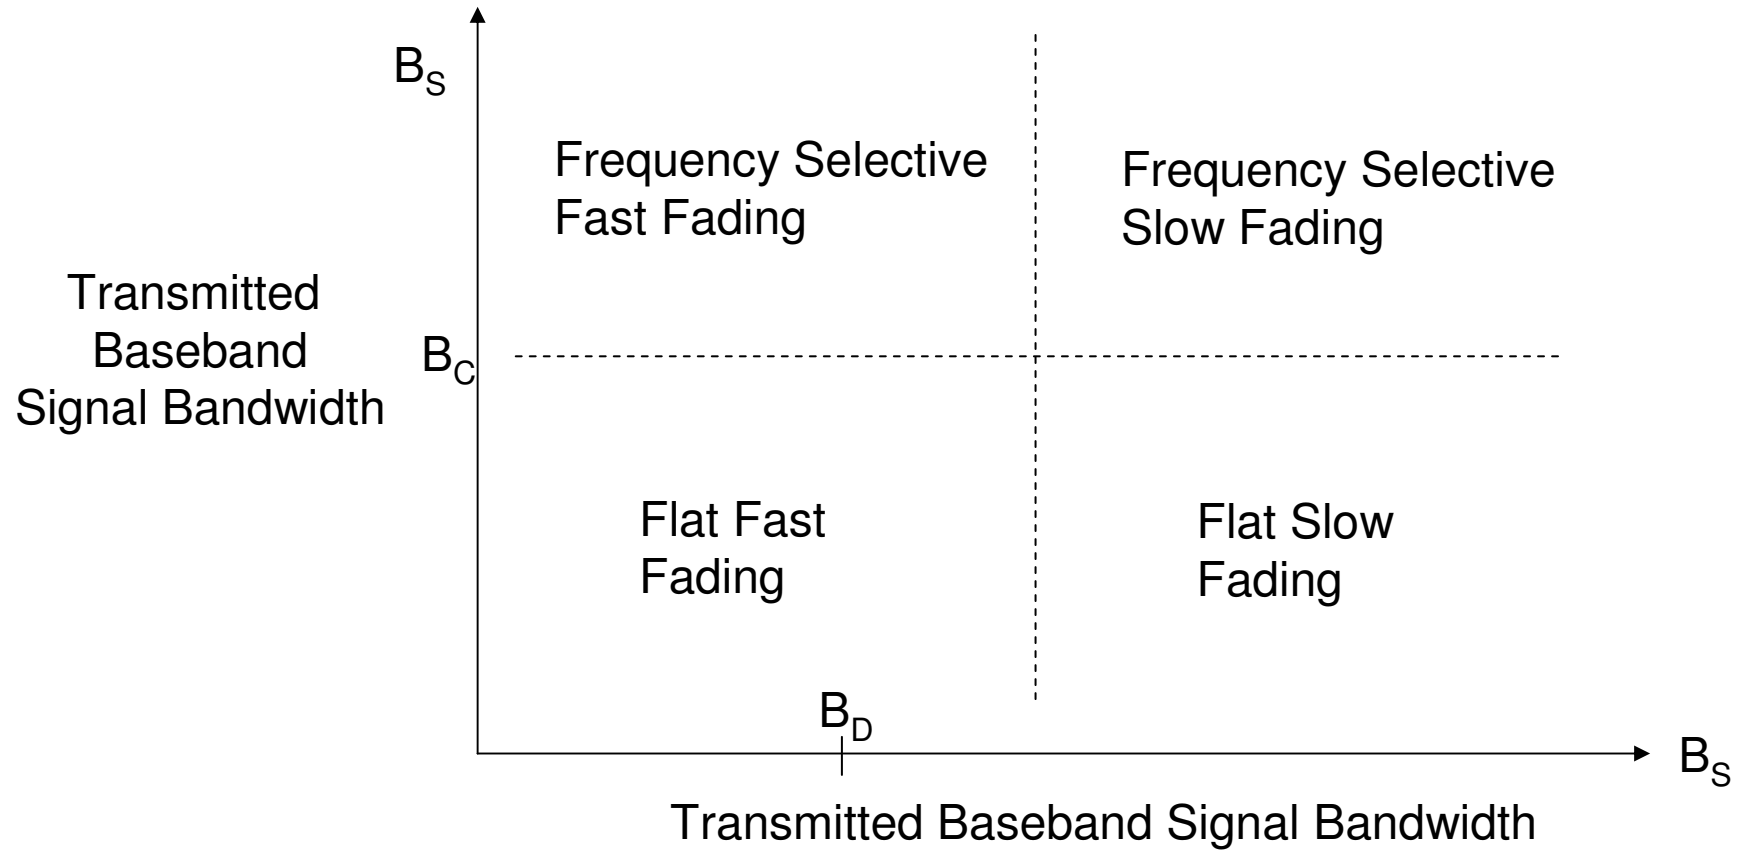 B_S
Frequency Selective
Fast Fading
Frequency Selective
Slow Fading
Transmitted
Baseband
Signal Bandwidth
B_C
Flat Fast
Fading
Flat Slow
Fading
B_D
B_S
Transmitted Baseband Signal Bandwidth